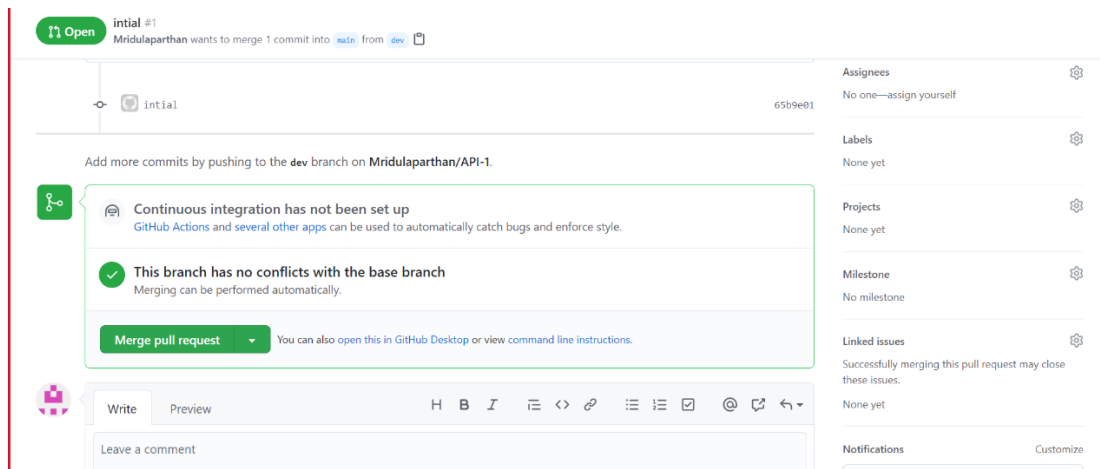 Open
intial #1
Mridulaparthan wants to merge 1 commit into main from dev
intial
65b9e01
Add more commits by pushing to the dev branch on Mridulaparthan/API-1.
Continuous integration has not been set up
GitHub Actions and several other apps can be used to automatically catch bugs and enforce style.
This branch has no conflicts with the base branch
Merging can be performed automatically.
Merge pull request
You can also open this in GitHub Desktop or view command line instructions.
Write
Preview
H B I
Leave a comment
Assignees
No one—assign yourself
Labels
None yet
Projects
None yet
Milestone
No milestone
Linked issues
Successfully merging this pull request may close
these issues.
None yet
Notifications
Customize